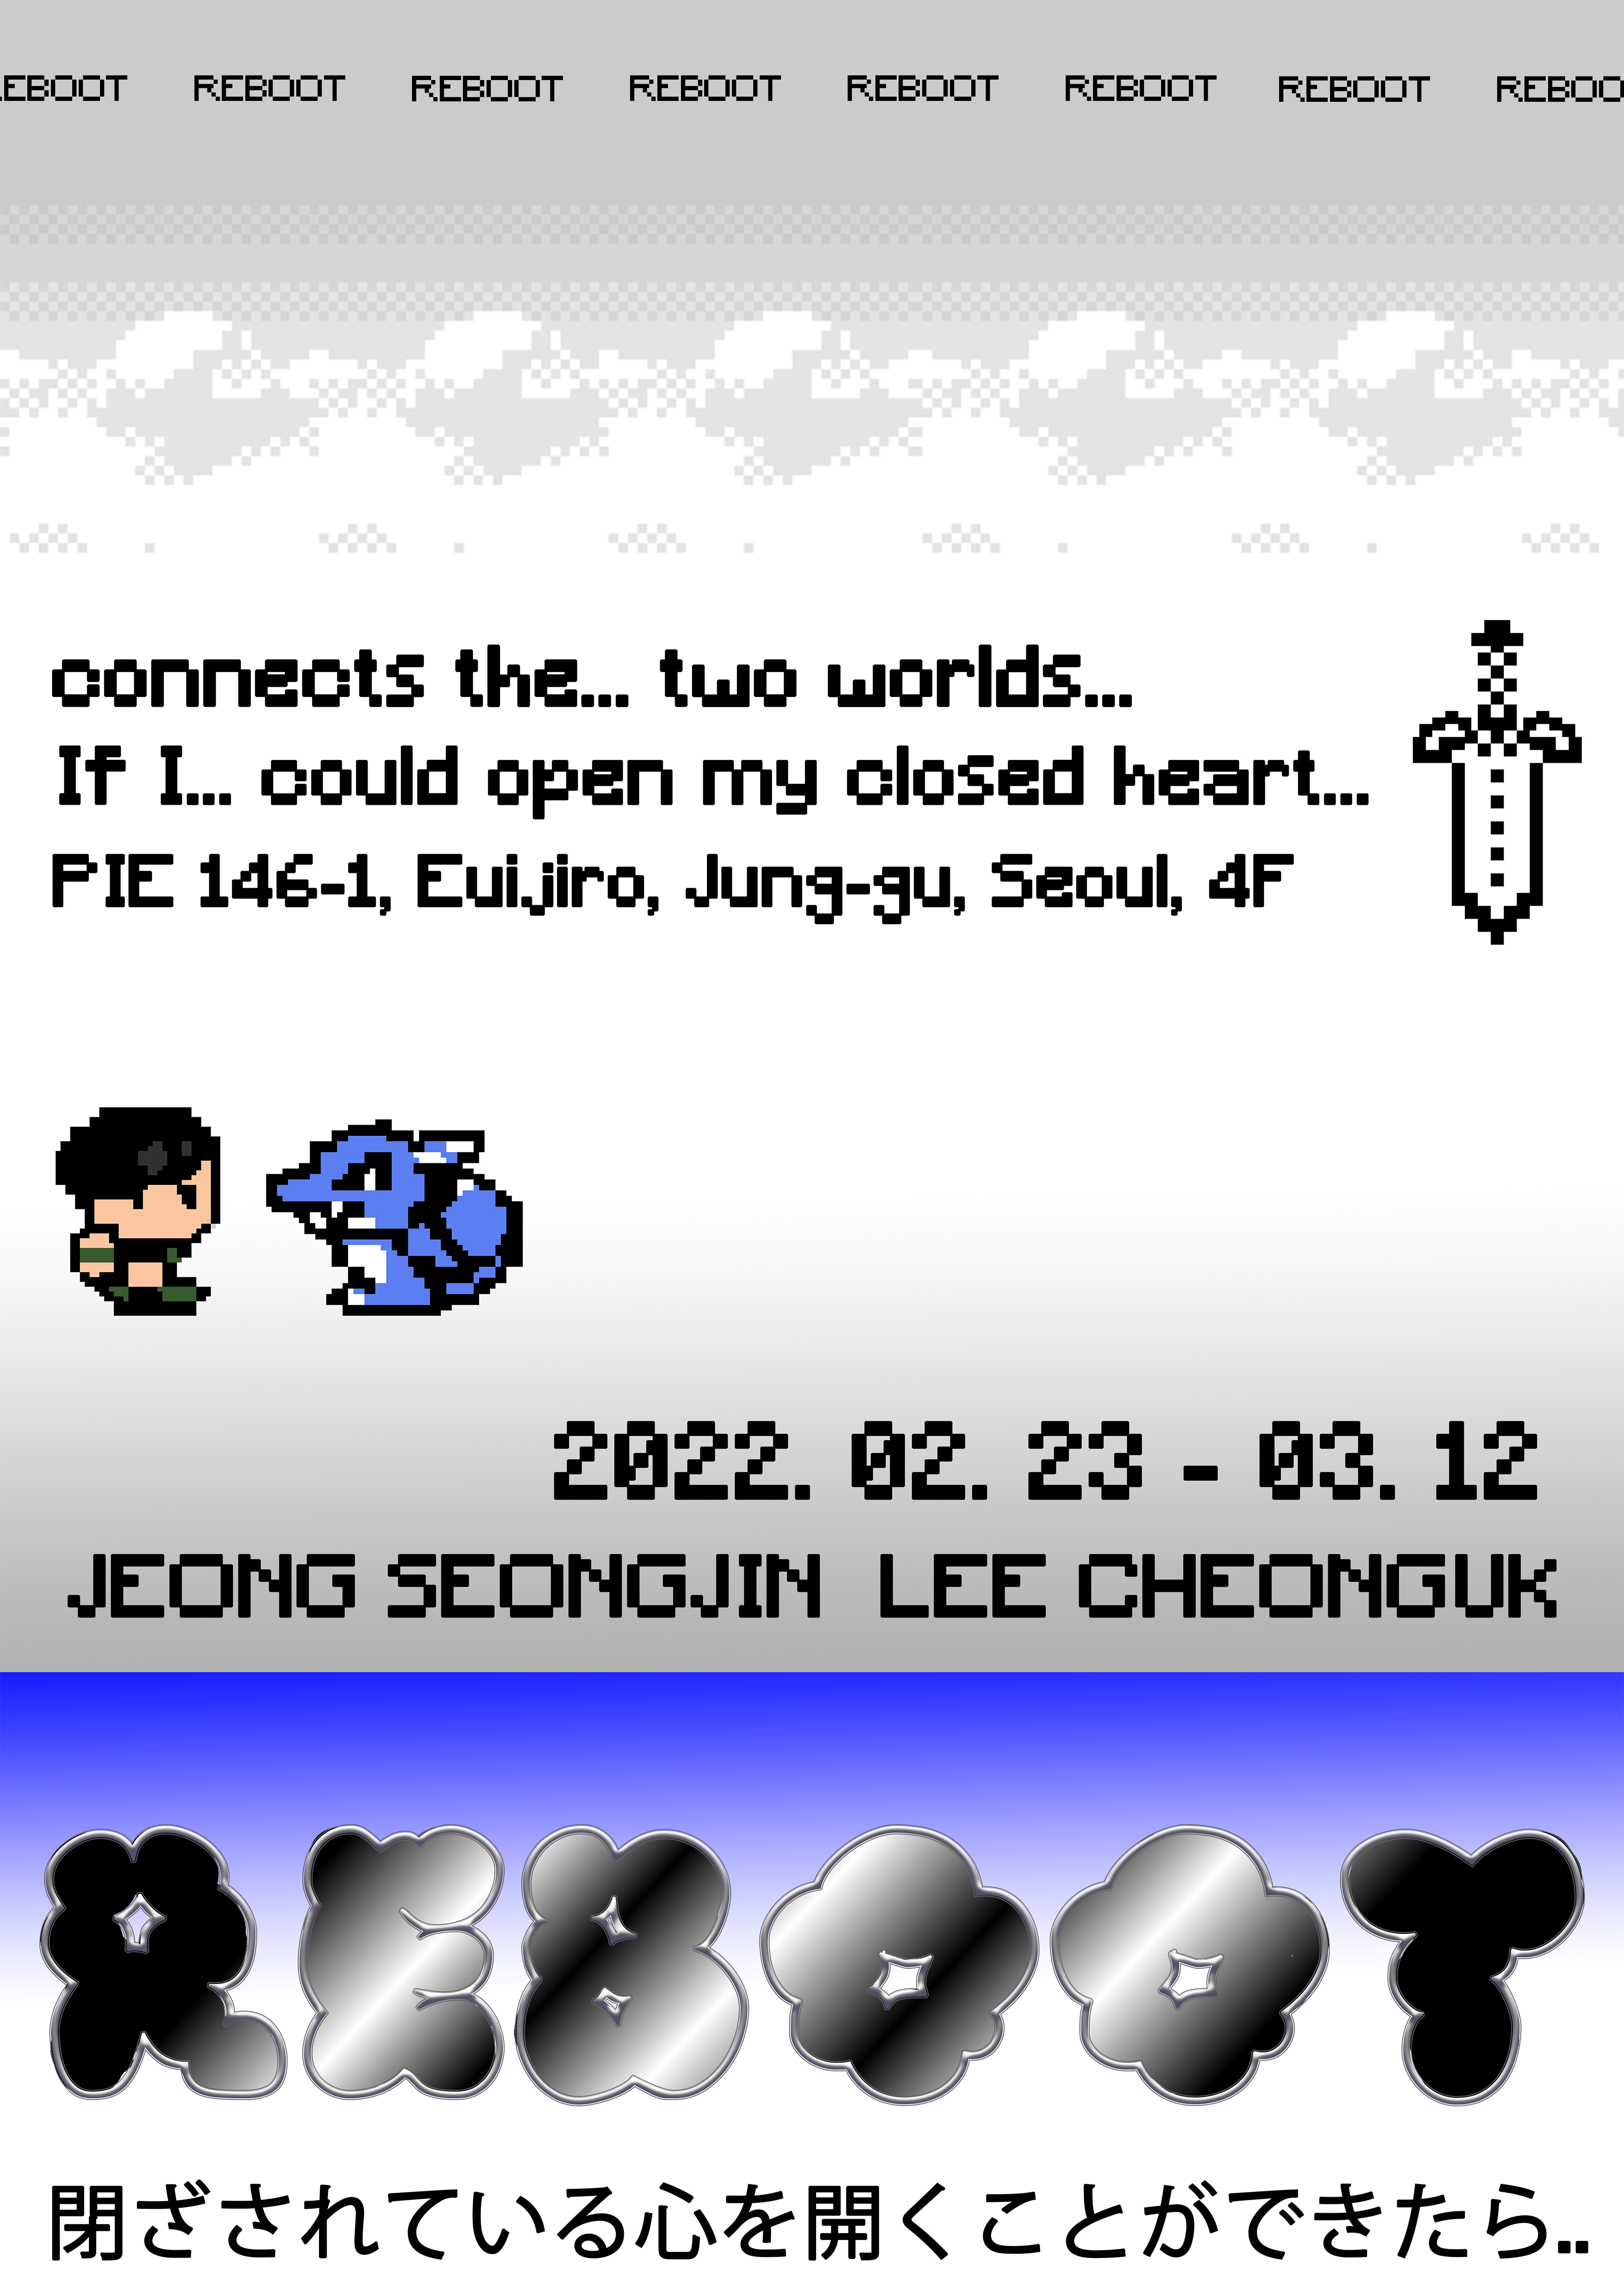 EBOOT REBOOT REBOOT REBOOT REBOOT REBOOT REBOOT REBOO
connects the... two worlds...
If I... could open my closed heart...
PIE 146-1, Euijiro, Jung-gu, Seoul, 4F
2022. 02. 23 - 03. 12
JEONG SEONGJIN LEE CHEONGUK
REBOOT
閉ざされている心を開くことができたら..